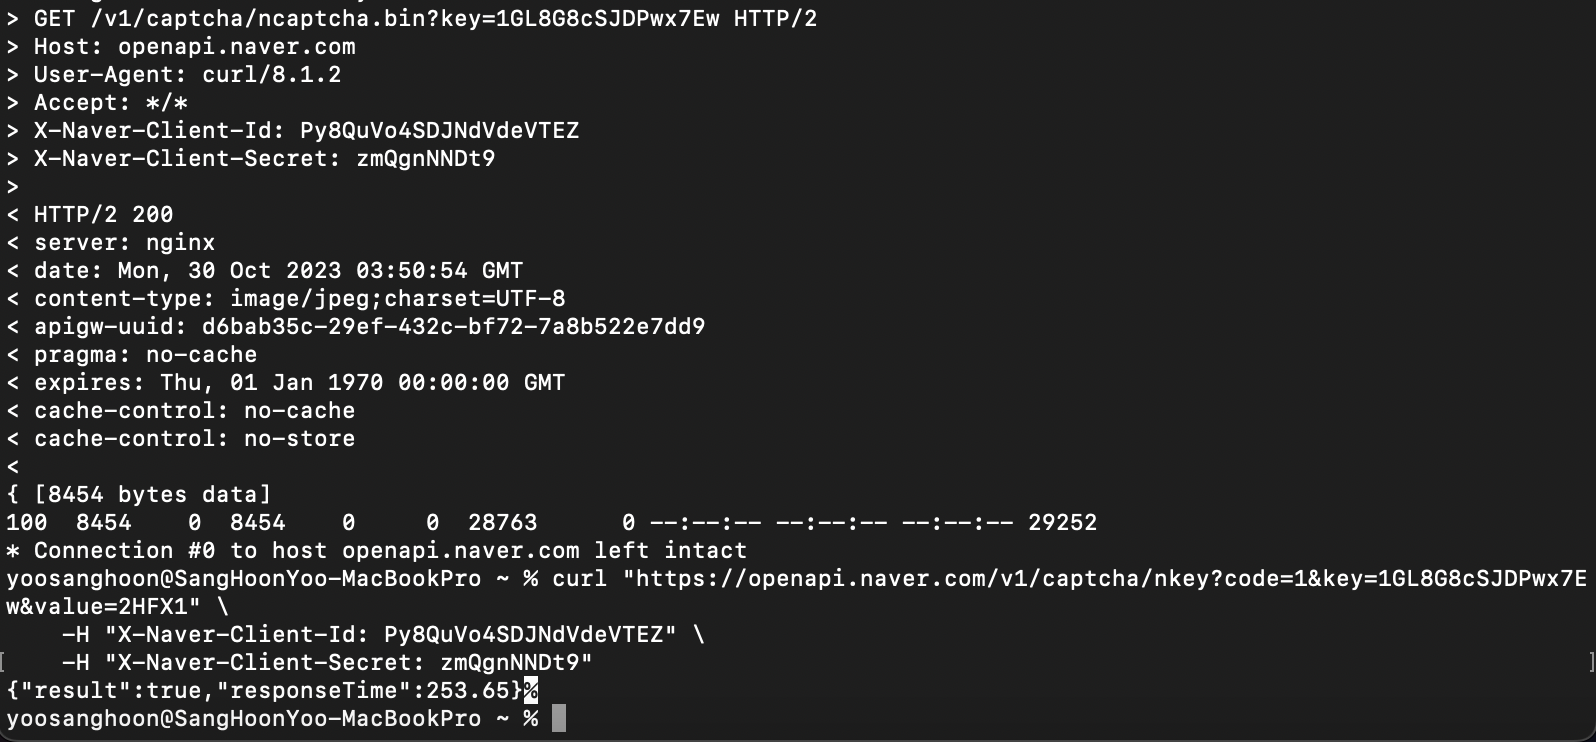 > GET /v1/captcha/ncaptcha.bin?key=1GL8G8cSJDPwx7Ew HTTP/2
> Host: openapi.naver.com
> User-Agent: curl/8.1.2
> Accept: */*
> X-Naver-Client-Id: Py8QuVo4SDJNdVdeVTEZ
> X-Naver-Client-Secret: zmQgnNNDt9
>
< HTTP/2 200
< server: nginx
< date: Mon, 30 Oct 2023 03:50:54 GMT
< content-type: image/jpeg;charset=UTF-8
< apigw-uuid: d6bab35c-29ef-432c-bf72-7a8b522e7dd9
< pragma: no-cache
< expires: Thu, 01 Jan 1970 00:00:00 GMT
< cache-control: no-cache
< cache-control: no-store
<
{ [8454 bytes data]
100  8454    0  8454    0     0  28763      0 --:--:-- --:--:-- --:--:-- 29252
* Connection #0 to host openapi.naver.com left intact
yoosanghoon@SangHoonYoo-MacBookPro ~ % curl "https://openapi.naver.com/v1/captcha/nkey?code=1&key=1GL8G8cSJDPwx7E
w&value=2HFX1" \
    -H "X-Naver-Client-Id: Py8QuVo4SDJNdVdeVTEZ" \
[    -H "X-Naver-Client-Secret: zmQgnNNDt9" ]
{"result":true,"responseTime":253.65}%
yoosanghoon@SangHoonYoo-MacBookPro ~ %